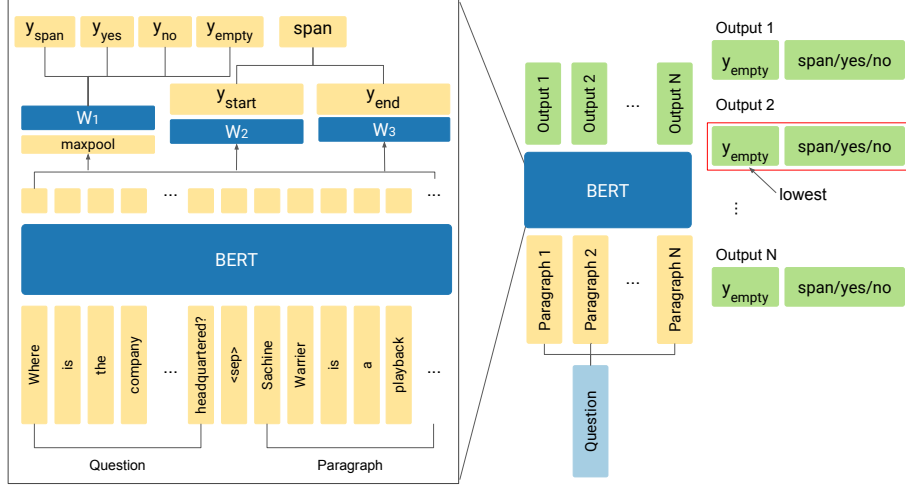 y_span y_yes y_no y_empty span
y_start y_end
W1 W2 W3
maxpool
... ...
BERT
Where is the company ... headquartered? <sep> Sachine Warrier is a playback ...
Question Paragraph
Output 1 Output 2 ... Output N
BERT
Paragraph 1 Paragraph 2 ... Paragraph N
Question
Output 1
y_empty span/yes/no
Output 2
y_empty span/yes/no
lowest
...
Output N
y_empty span/yes/no